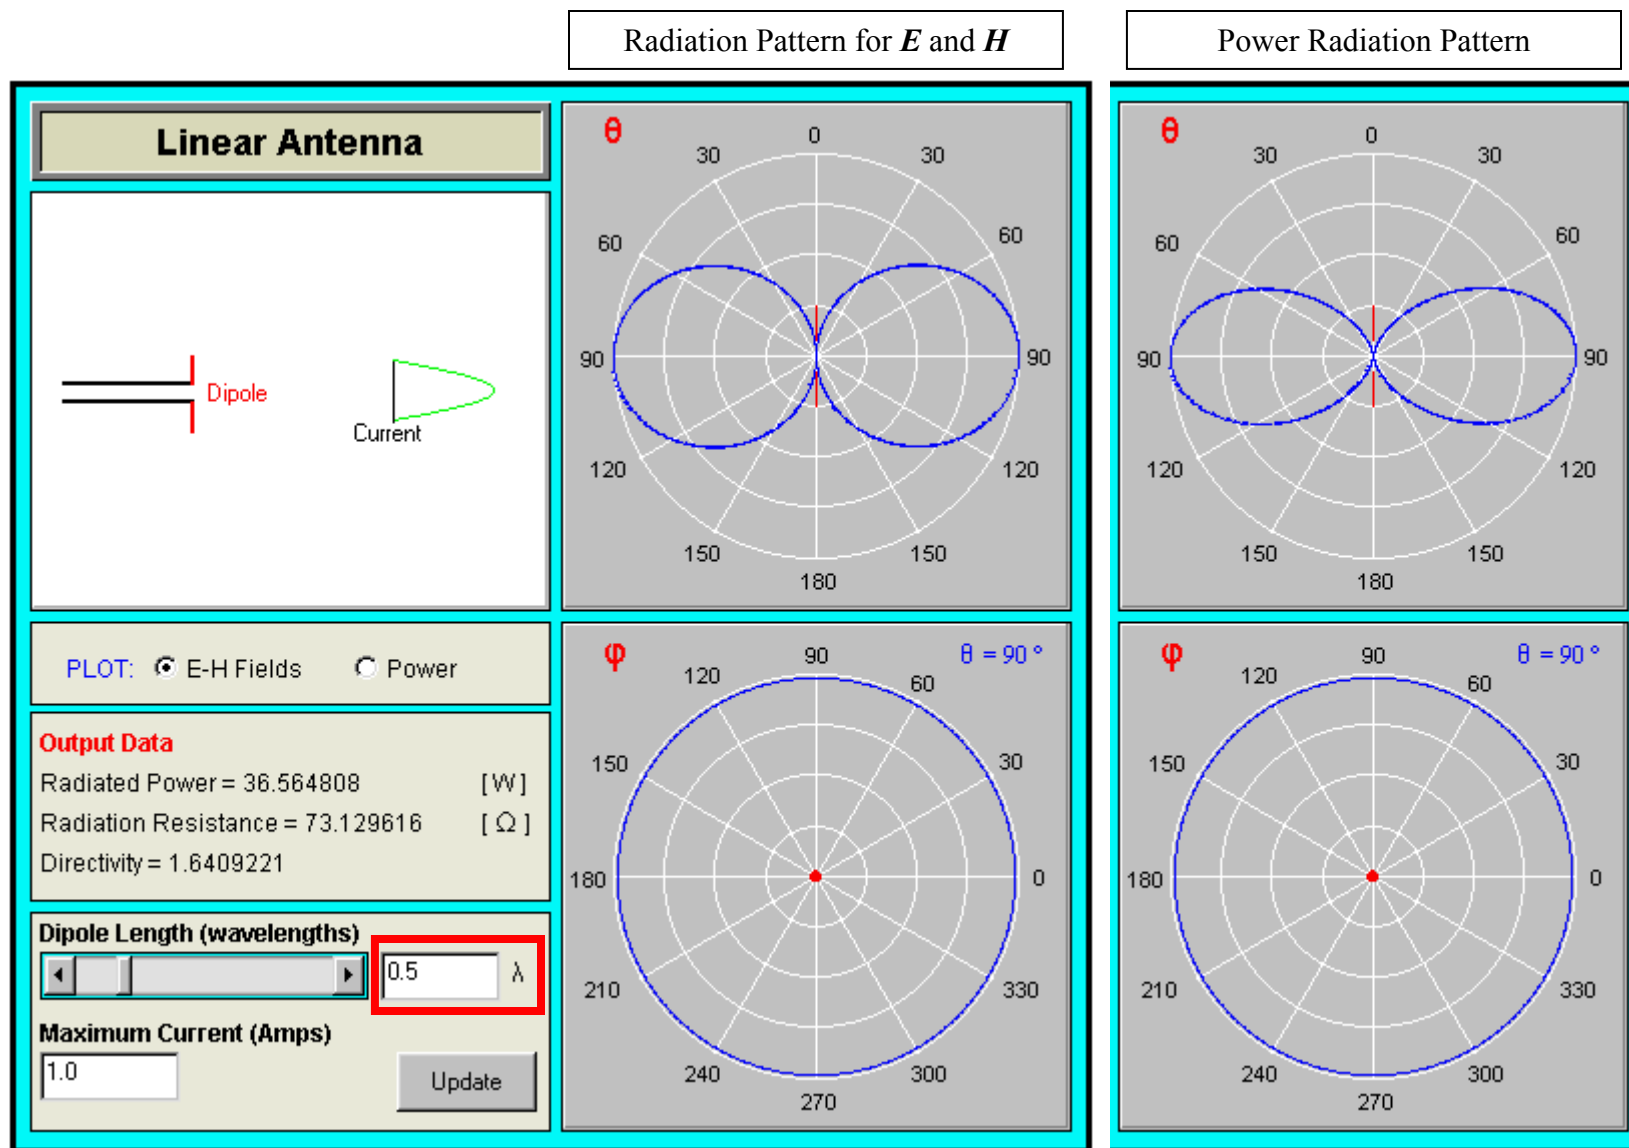 Radiation Pattern for E and H
Power Radiation Pattern
Linear Antenna
Dipole
Current
θ
0
30
30
60
60
90
90
120
120
150
150
180
θ
0
30
30
60
60
90
90
120
120
150
150
180
PLOT: E-H Fields Power
Output Data
Radiated Power = 36.564808 [ W ]
Radiation Resistance = 73.129616 [ Ω ]
Directivity = 1.6409221
Dipole Length (wavelengths)
0.5 λ
Maximum Current (Amps)
1.0
Update
φ
θ = 90 °
90
120
60
150
30
180
0
210
330
240
300
270
φ
θ = 90 °
90
120
60
150
30
180
0
210
330
240
300
270